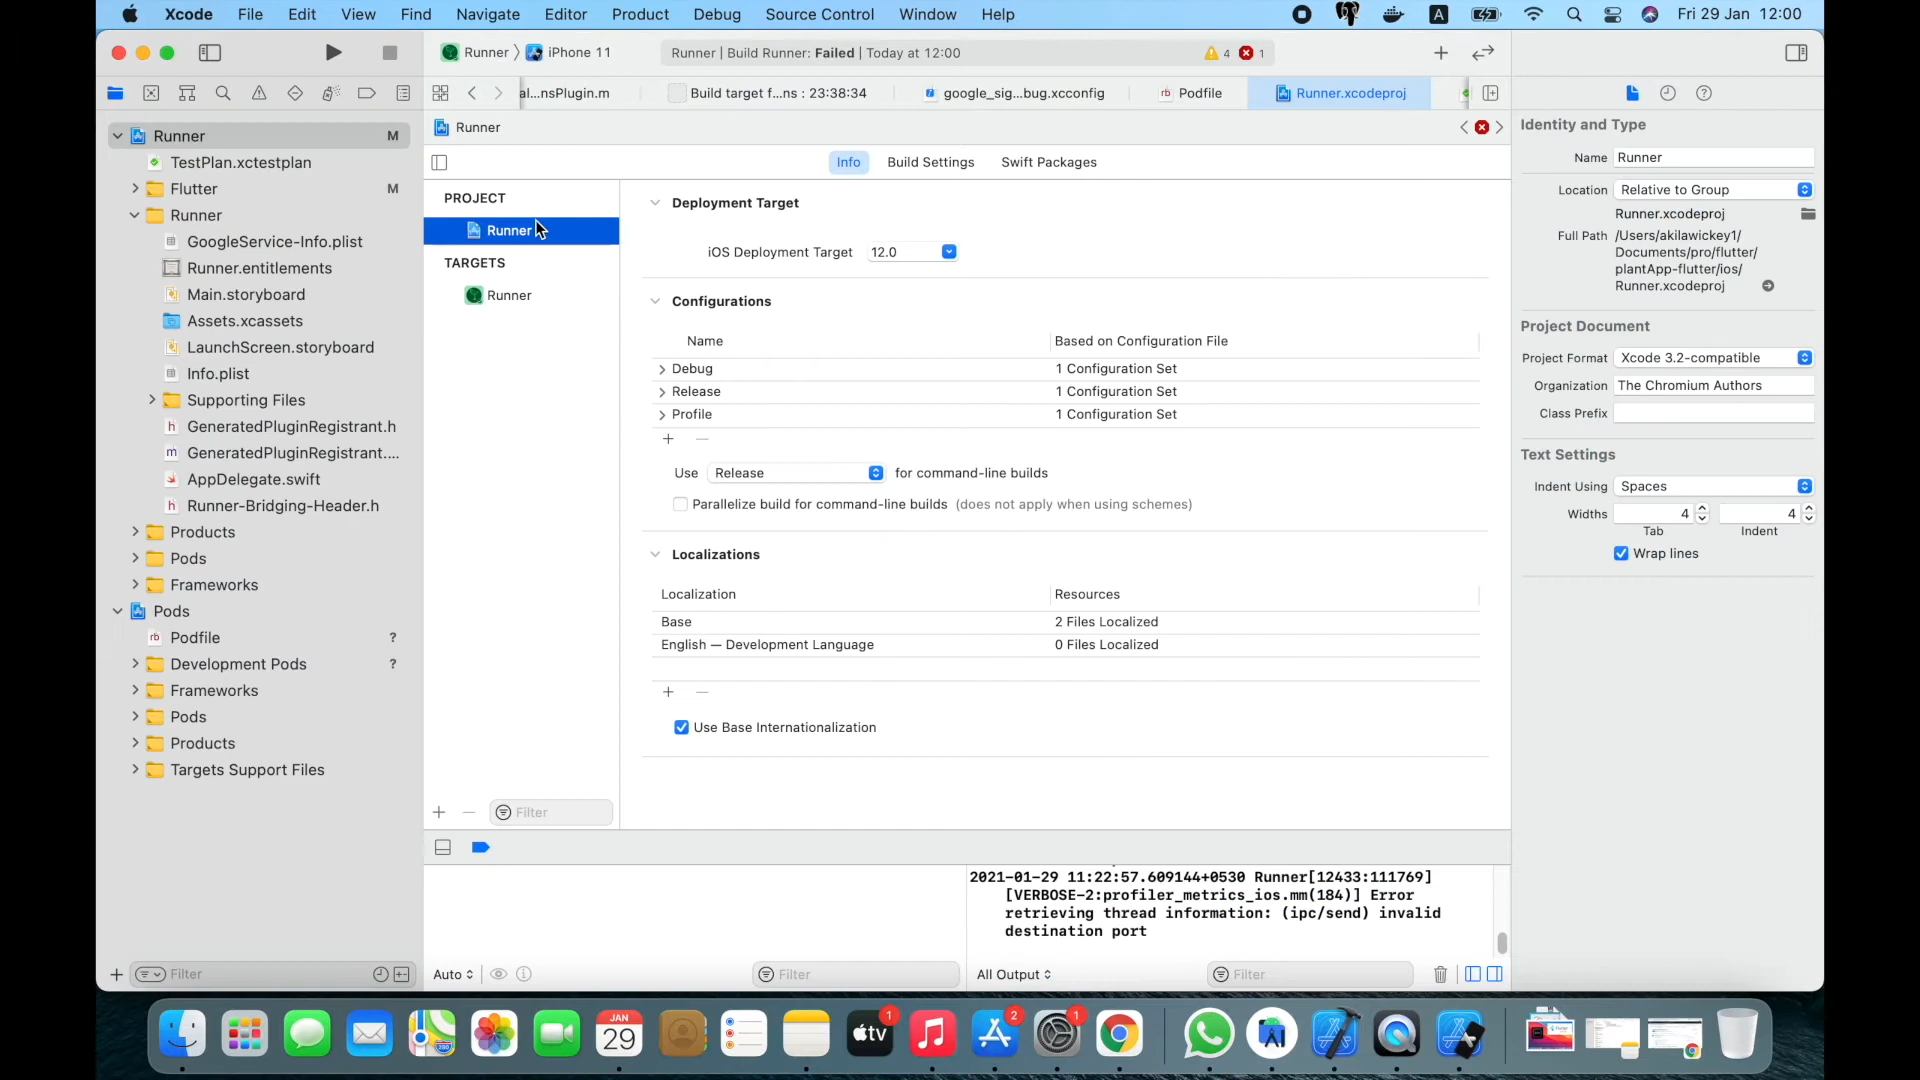 Xcode File Edit View Find Navigate Editor Product Debug Source Control Window Help
A
Fri 29 Jan 12:00
Runner iPhone 11
Runner | Build Runner: Failed | Today at 12:00
4 1
al...nsPlugin.m
Build target f...ns : 23:38:34
google_sig...bug.xcconfig
Podfile
Runner.xcodeproj
Runner M
TestPlan.xctestplan
Flutter M
Runner
GoogleService-Info.plist
Runner.entitlements
Main.storyboard
Assets.xcassets
LaunchScreen.storyboard
Info.plist
Supporting Files
GeneratedPluginRegistrant.h
GeneratedPluginRegistrant....
AppDelegate.swift
Runner-Bridging-Header.h
Products
Pods
Frameworks
Pods
Podfile ?
Development Pods ?
Frameworks
Pods
Products
Targets Support Files
Filter
Runner
Info Build Settings Swift Packages
PROJECT
Runner
TARGETS
Runner
Filter
Deployment Target
iOS Deployment Target 12.0
Configurations
Name Based on Configuration File
Debug 1 Configuration Set
Release 1 Configuration Set
Profile 1 Configuration Set
Use Release for command-line builds
Parallelize build for command-line builds (does not apply when using schemes)
Localizations
Localization Resources
Base 2 Files Localized
English — Development Language 0 Files Localized
Use Base Internationalization
2021-01-29 11:22:57.609144+0530 Runner[12433:111769]
[VERBOSE-2:profiler_metrics_ios.mm(184)] Error
retrieving thread information: (ipc/send) invalid
destination port
Auto
Filter
All Output
Filter
Identity and Type
Name Runner
Location Relative to Group
Runner.xcodeproj
Full Path /Users/akilawickey1/
Documents/pro/flutter/
plantApp-flutter/ios/
Runner.xcodeproj
Project Document
Project Format Xcode 3.2-compatible
Organization The Chromium Authors
Class Prefix
Text Settings
Indent Using Spaces
Widths 4 4
Tab Indent
Wrap lines
JAN
29
tv
1
2
1